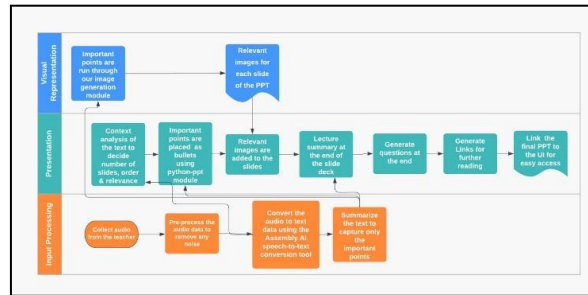 Visual
Representation
Important
points are
run through
our image
generation
module
Relevant
images for
each slide
of the PPT
Presentation
Context
analysis of
the text to
decide
number of
slides, order
& relevance
Important
points are
placed as
bullets
using
python-ppt
module
Relevant
images are
added to the
slides
Lecture
summary at
the end of
the slide
deck
Generate
questions at
the end
Generate
Links for
further
reading
Link the
final PPT to
the UI for
easy access
Input Processing
Collect audio
from the teacher
Pre-process the
audio data to
remove any
noise
Convert the
audio to text
data using the
Assembly AI
speech-to-text
conversion tool
Summarize
the text to
capture only
the
important
points